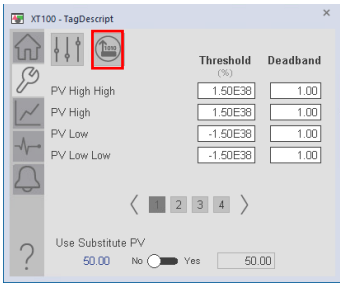 XT100 - TagDescript ×
1010
Threshold Deadband
(%)
PV High High 1.50E38 1.00
PV High 1.50E38 1.00
PV Low -1.50E38 1.00
PV Low Low -1.50E38 1.00
1 2 3 4
Use Substitute PV
50.00 No Yes 50.00
?